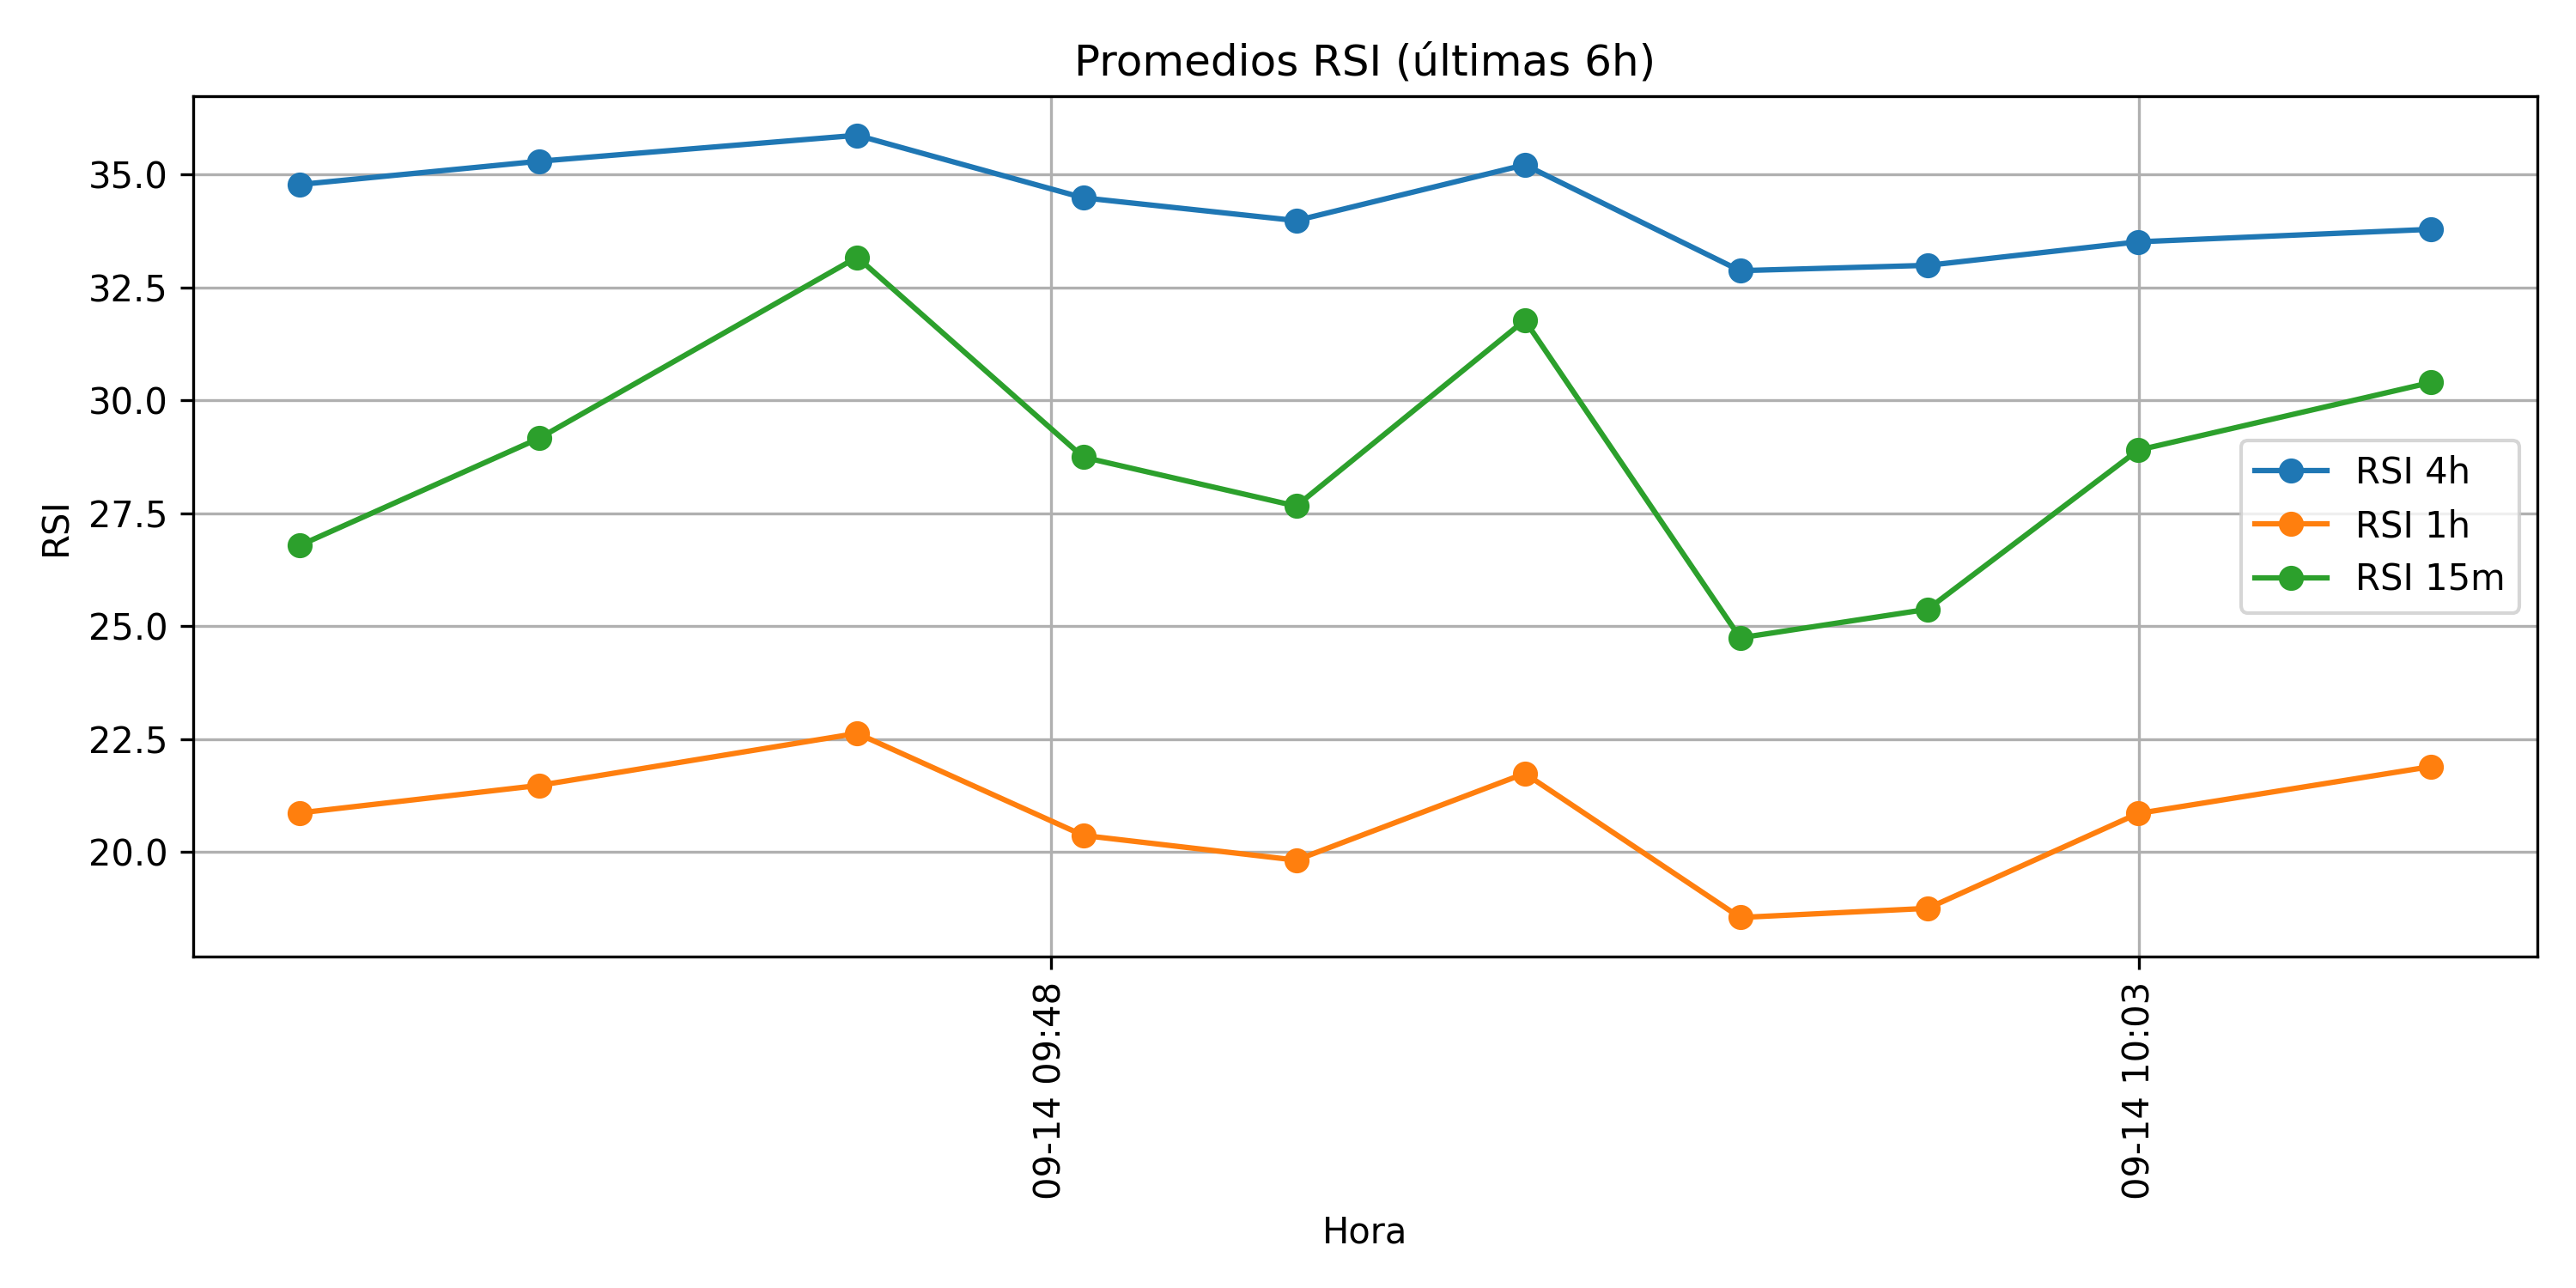 Promedios RSI (últimas 6h)
35.0
32.5
30.0
27.5
25.0
22.5
20.0
RSI
RSI 4h
RSI 1h
RSI 15m
09-14 09:48
09-14 10:03
Hora